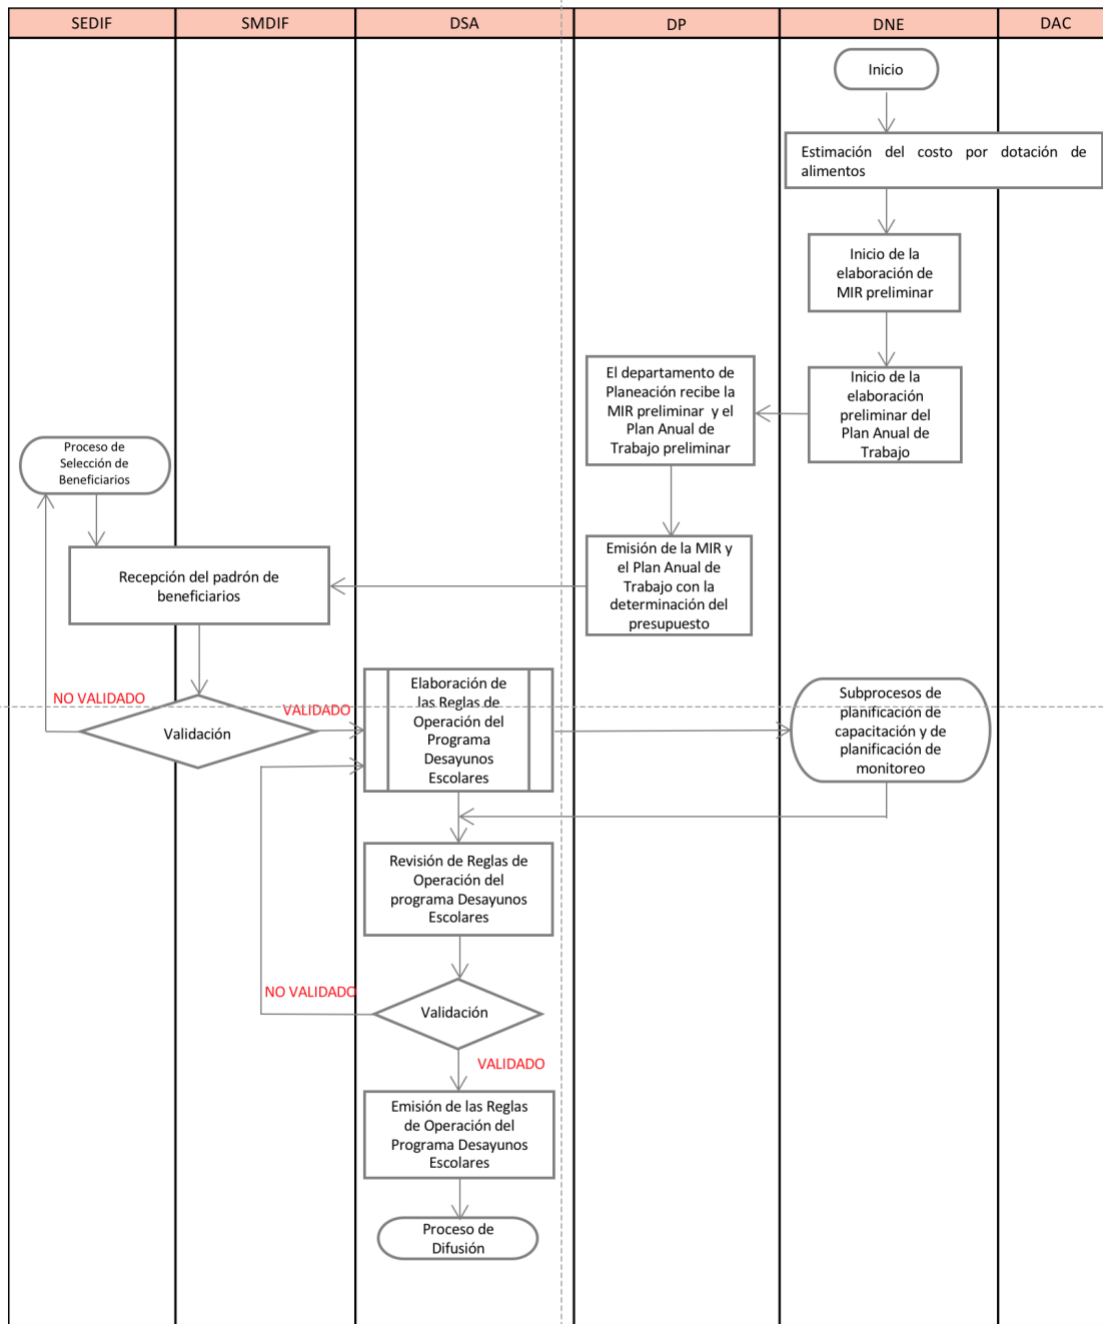 SEDIF
SMDIF
DSA
DP
DNE
DAC
Inicio
Estimación del costo por dotación de
alimentos
Inicio de la
elaboración de
MIR preliminar
Inicio de la
elaboración
preliminar del
Plan Anual de
Trabajo
El departamento de
Planeación recibe la
MIR preliminar y el
Plan Anual de
Trabajo preliminar
Emisión de la MIR y
el Plan Anual de
Trabajo con la
determinación del
presupuesto
Proceso de
Selección de
Beneficiarios
Recepción del padrón de
beneficiarios
NO VALIDADO
Validación
VALIDADO
Elaboración de
las Reglas de
Operación del
Programa
Desayunos
Escolares
Subprocesos de
planificación de
capacitación y de
planificación de
monitoreo
Revisión de Reglas de
Operación del
programa Desayunos
Escolares
NO VALIDADO
Validación
VALIDADO
Emisión de las Reglas
de Operación del
Programa Desayunos
Escolares
Proceso de
Difusión